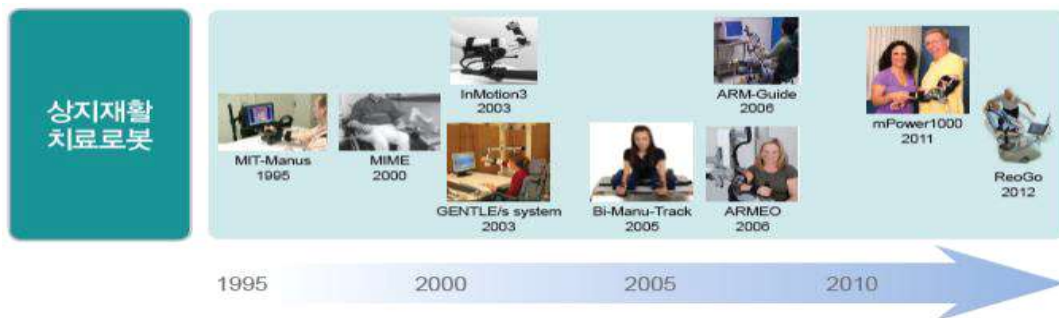 상지재활
치료로봇
MIT-Manus
1995
MIME
2000
InMotion3
2003
GENTLE/s system
2003
Bi-Manu-Track
2005
ARM-Guide
2006
ARMEO
2006
mPower1000
2011
ReoGo
2012
1995
2000
2005
2010